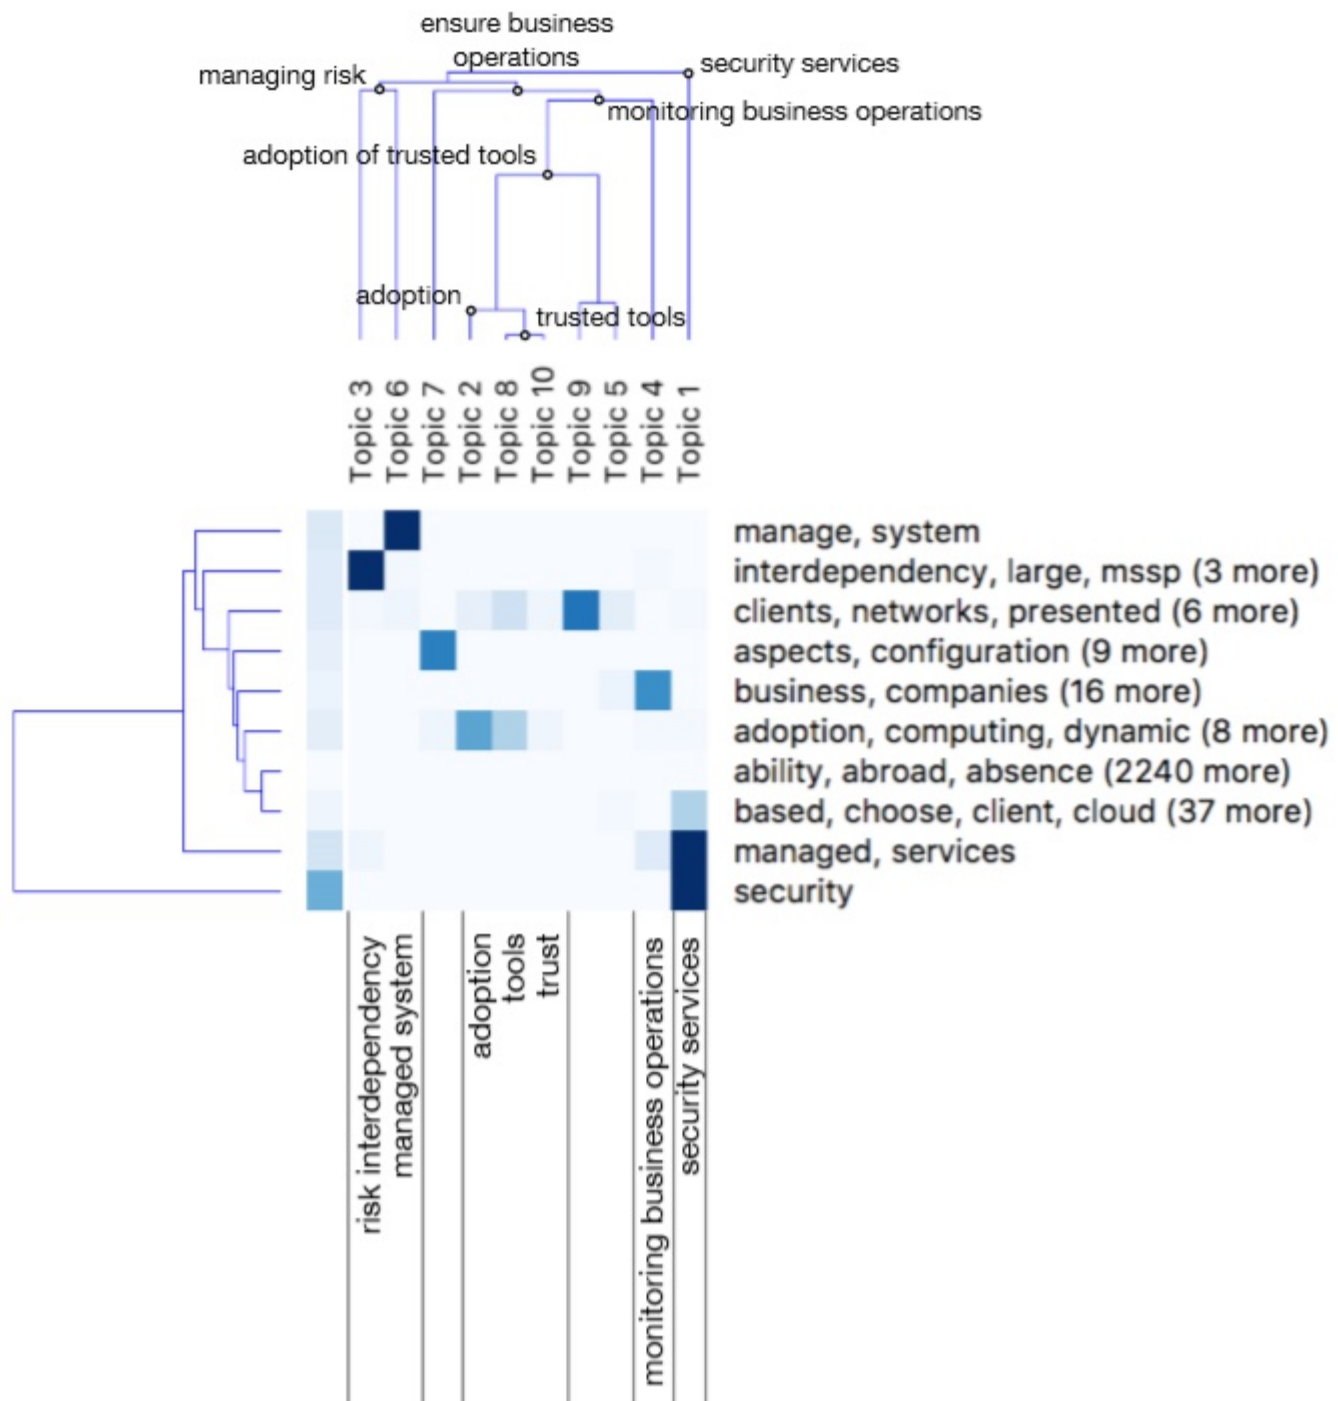 ensure business
operations
security services
managing risk
monitoring business operations
adoption of trusted tools
adoption
trusted tools
Topic 3
Topic 6
Topic 7
Topic 2
Topic 8
Topic 10
Topic 9
Topic 5
Topic 4
Topic 1
manage, system
interdependency, large, mssp (3 more)
clients, networks, presented (6 more)
aspects, configuration (9 more)
business, companies (16 more)
adoption, computing, dynamic (8 more)
ability, abroad, absence (2240 more)
based, choose, client, cloud (37 more)
managed, services
security
risk interdependency
managed system
adoption
tools
trust
monitoring business operations
security services